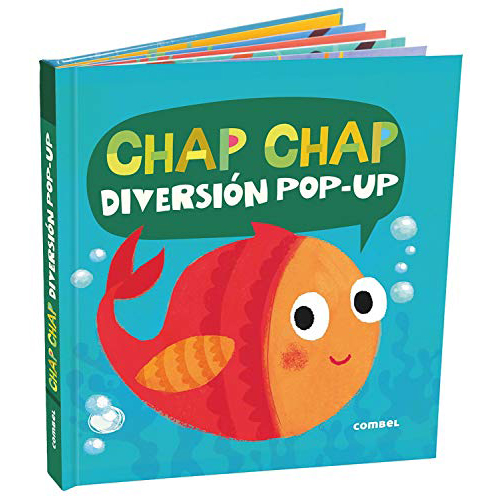 CHAP CHAP
DIVERSIÓN POP-UP
COMBEL
CHAP CHAP DIVERSIÓN POP-UP
COMBEL